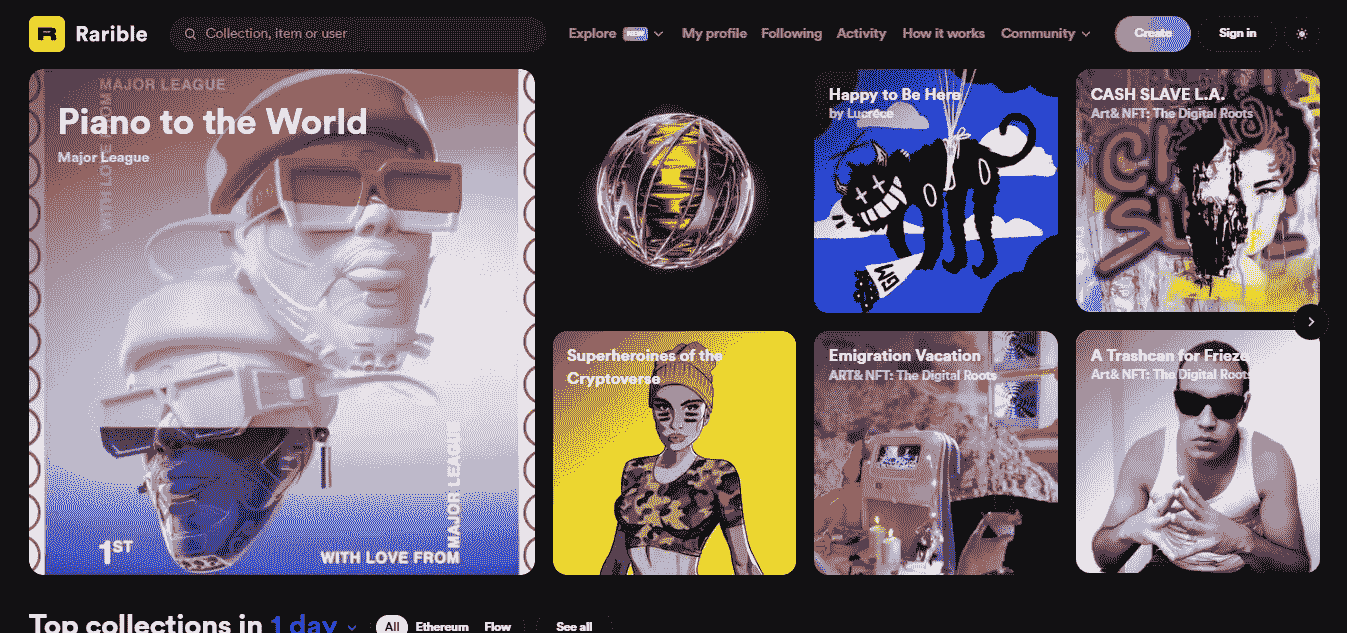 Rarible
Collection, item or user
Explore NEW
My profile
Following
Activity
How it works
Community
Create
Sign in
MAJOR LEAGUE
Piano to the World
Major League
WITH LOVE FROM
1ST
WITH LOVE FROM
MAJOR LEAGUE
Happy to Be Here
by Lucréce
GM
CASH SLAVE L.A.
Art& NFT: The Digital Roots
Superheroines of the
Cryptoverse
Emigration Vacation
ART& NFT: The Digital Roots
A Trashcan for Frieze
Art& NFT: The Digital Roots
Top collections in 1 day
All
Ethereum
Flow
See all